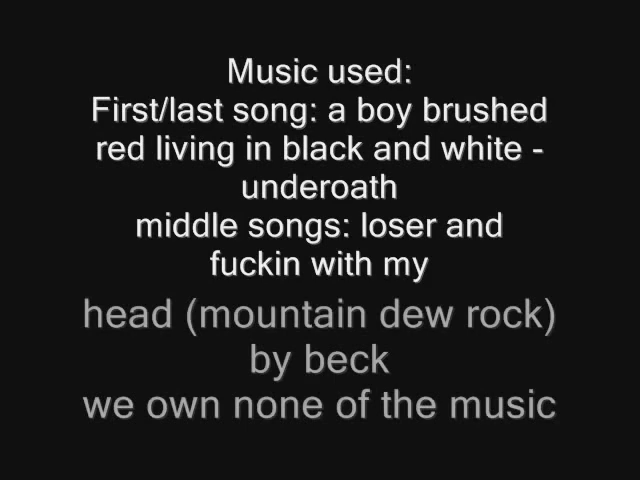 Music used:
First/last song: a boy brushed
red living in black and white -
underoath
middle songs: loser and
fuckin with my
head (mountain dew rock)
by beck
we own none of the music